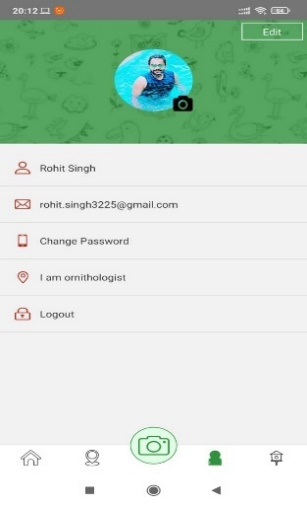 20:12
Edit
Rohit Singh
rohit.singh3225@gmail.com
Change Password
I am ornithologist
Logout